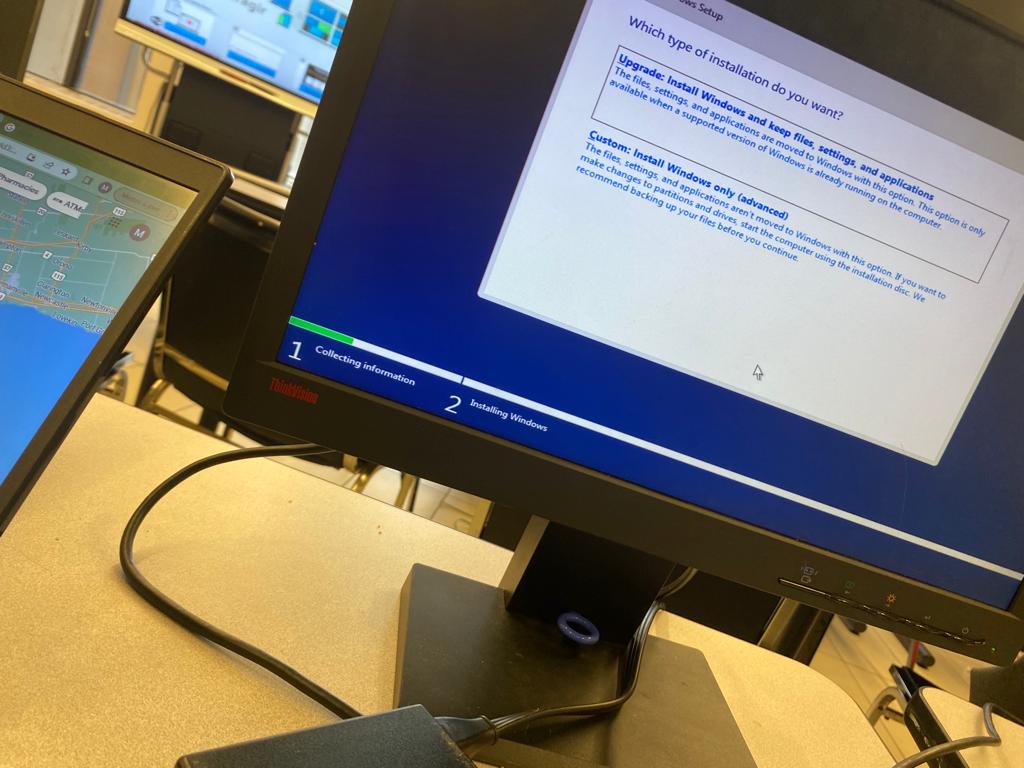 Setup
Which type of installation do you want?
Upgrade: Install Windows and keep files, settings, and applications
The files, settings, and applications are moved to Windows with this option. This option is only
available when a supported version of Windows is already running on the computer.
Custom: Install Windows only (advanced)
The files, settings, and applications aren't moved to Windows with this option. If you want to
make changes to partitions and drives, start the computer using the installation disc. We
recommend backing up your files before you continue.
1 Collecting information
2 Installing Windows
ThinkVision
Pharmacies
ATM
M
M
115
115
Clarington
Newcastle